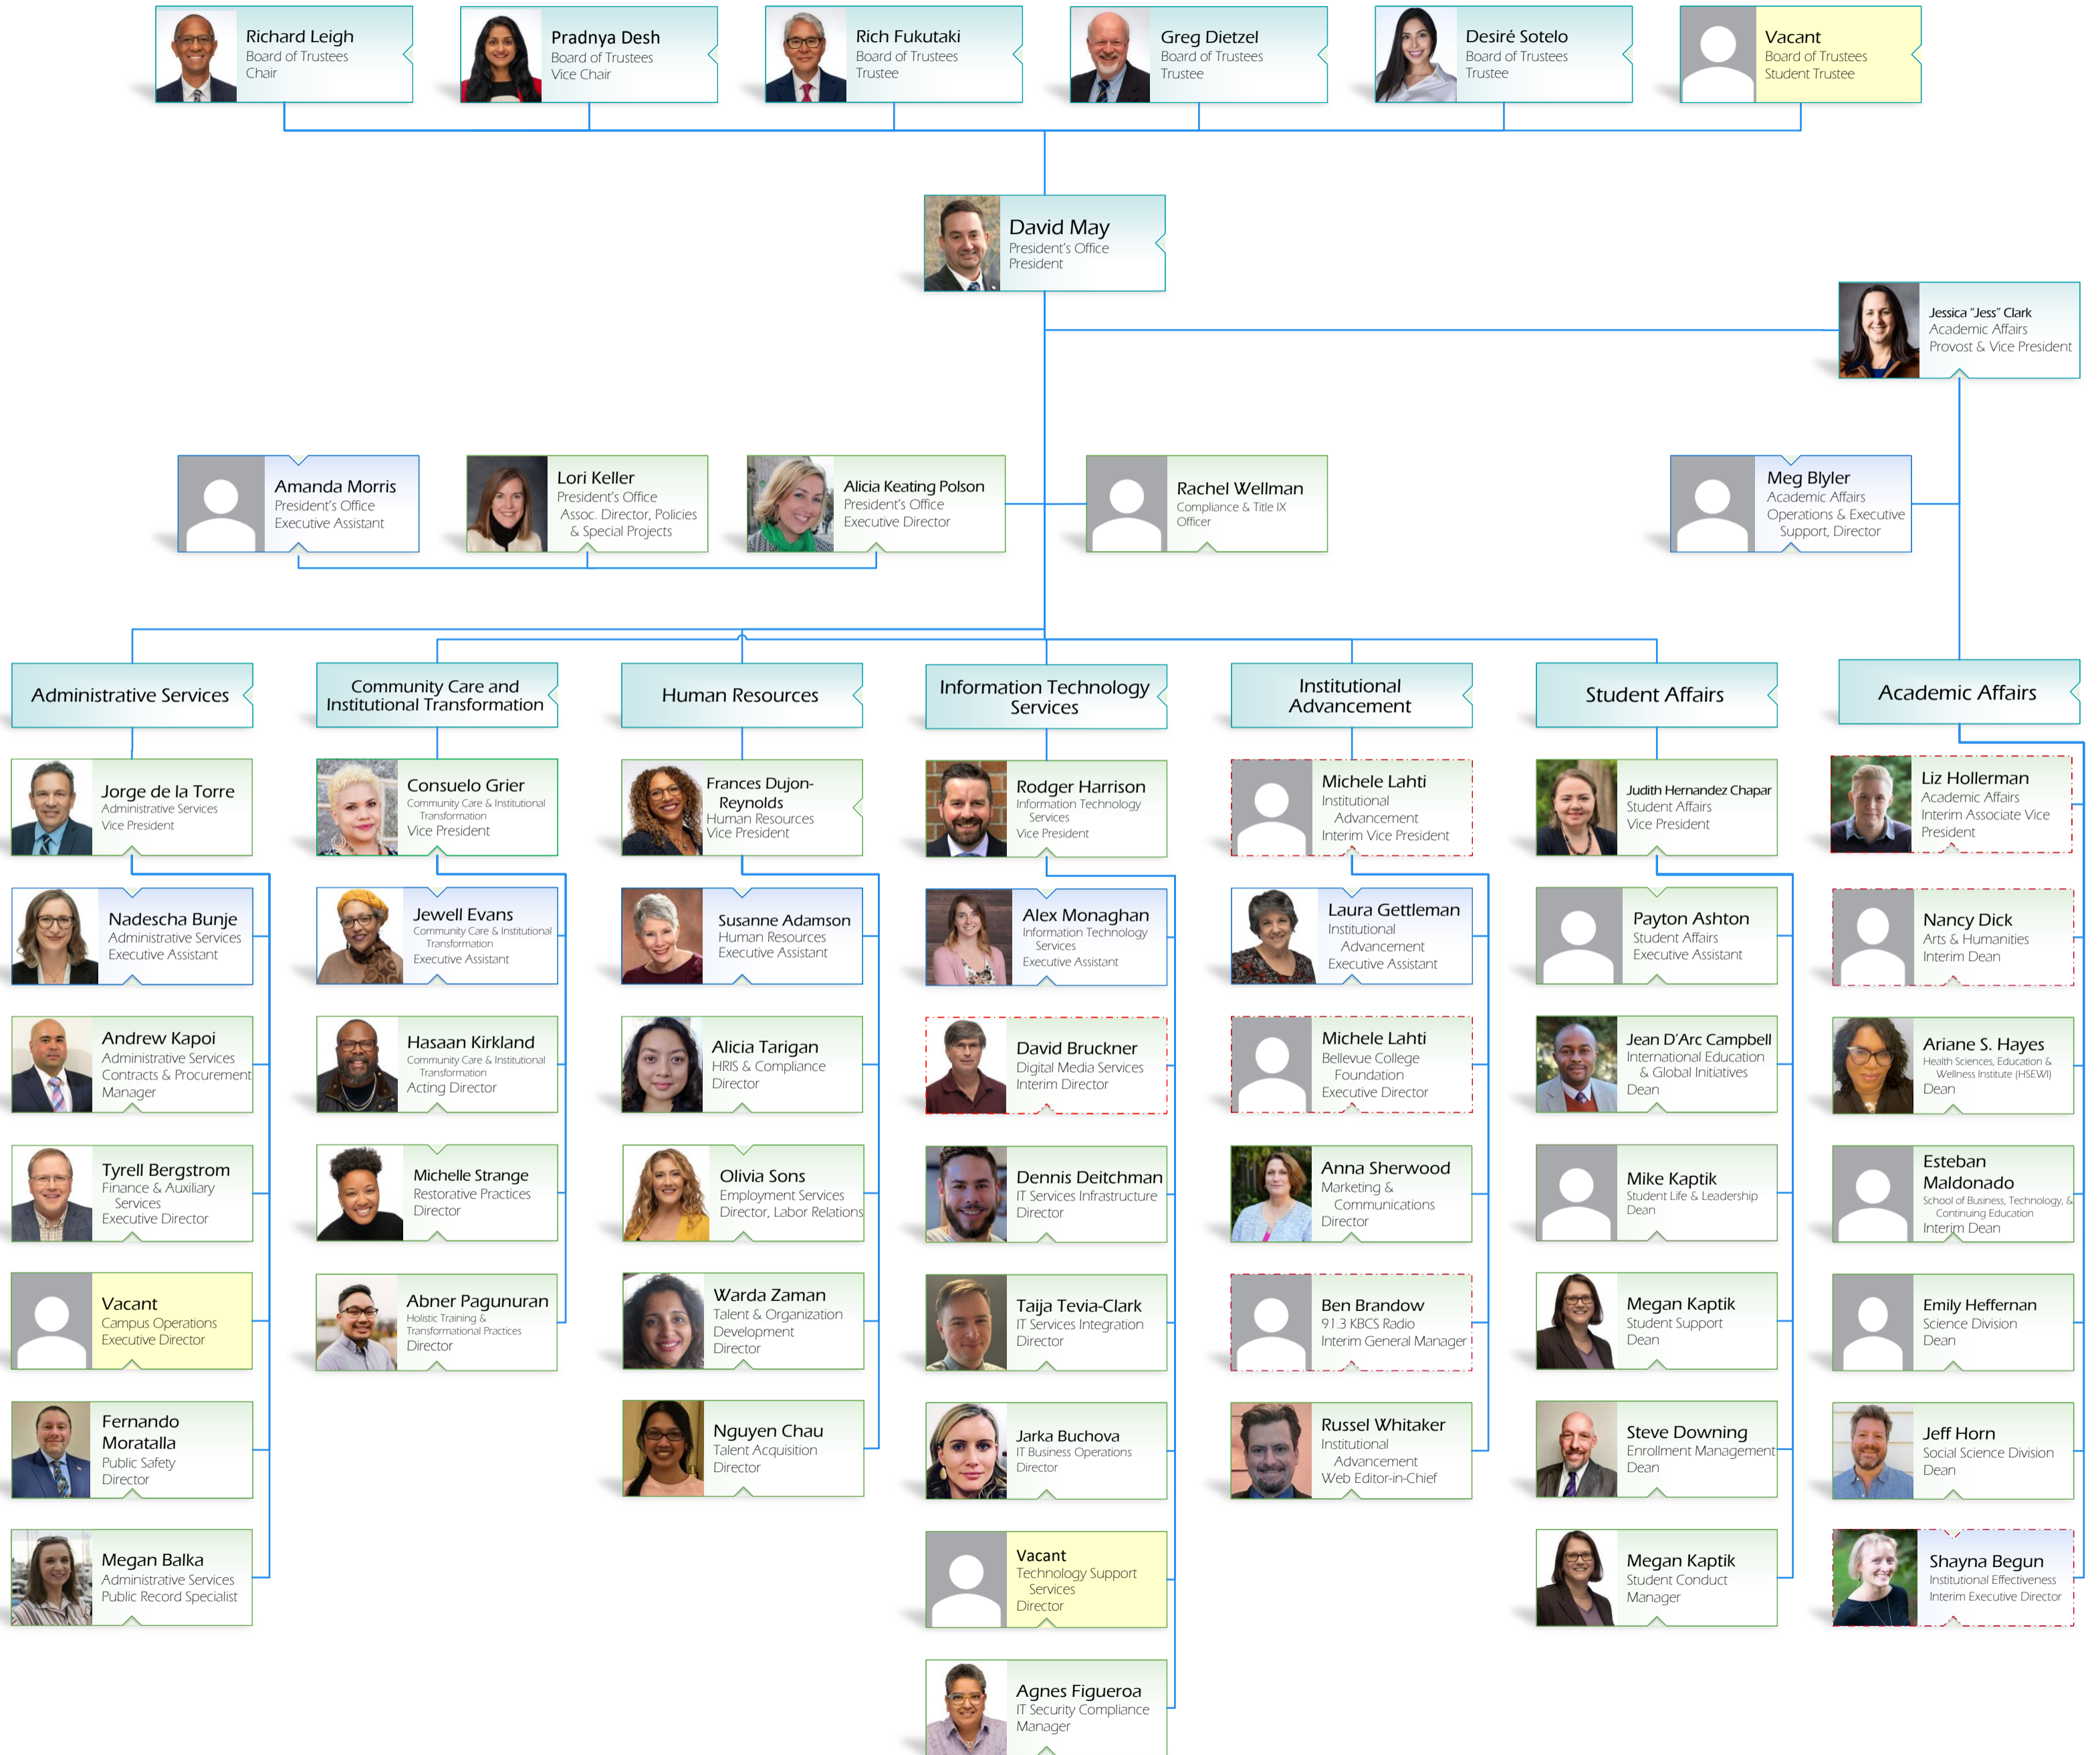 Richard Leigh
Board of Trustees
Chair
Pradnya Desh
Board of Trustees
Vice Chair
Rich Fukutaki
Board of Trustees
Trustee
Greg Dietzel
Board of Trustees
Trustee
Desiré Sotelo
Board of Trustees
Trustee
Vacant
Board of Trustees
Student Trustee
David May
President's Office
President
Jessica "Jess" Clark
Academic Affairs
Provost & Vice President
Amanda Morris
President's Office
Executive Assistant
Lori Keller
President's Office
Assoc. Director, Policies
& Special Projects
Alicia Keating Polson
President's Office
Executive Director
Rachel Wellman
Compliance & Title IX
Officer
Meg Blyler
Academic Affairs
Operations & Executive
Support, Director
Administrative Services
Jorge de la Torre
Administrative Services
Vice President
Nadescha Bunje
Administrative Services
Executive Assistant
Andrew Kapoi
Administrative Services
Contracts & Procurement
Manager
Tyrell Bergstrom
Finance & Auxiliary
Services
Executive Director
Vacant
Campus Operations
Executive Director
Fernando
Moratalla
Public Safety
Director
Megan Balka
Administrative Services
Public Record Specialist
Community Care and
Institutional Transformation
Consuelo Grier
Community Care & Institutional
Transformation
Vice President
Jewell Evans
Community Care & Institutional
Transformation
Executive Assistant
Hasaan Kirkland
Community Care & Institutional
Transformation
Acting Director
Michelle Strange
Restorative Practices
Director
Abner Pagunuran
Holistic Training &
Transformational Practices
Director
Human Resources
Frances Dujon-
Reynolds
Human Resources
Vice President
Susanne Adamson
Human Resources
Executive Assistant
Alicia Tarigan
HRIS & Compliance
Director
Olivia Sons
Employment Services
Director, Labor Relations
Warda Zaman
Talent & Organization
Development
Director
Nguyen Chau
Talent Acquisition
Director
Information Technology
Services
Rodger Harrison
Information Technology
Services
Vice President
Alex Monaghan
Information Technology
Services
Executive Assistant
David Bruckner
Digital Media Services
Interim Director
Dennis Deitchman
IT Services Infrastructure
Director
Taija Tevia-Clark
IT Services Integration
Director
Jarka Buchova
IT Business Operations
Director
Vacant
Technology Support
Services
Director
Agnes Figueroa
IT Security Compliance
Manager
Institutional
Advancement
Michele Lahti
Institutional
Advancement
Interim Vice President
Laura Gettleman
Institutional
Advancement
Executive Assistant
Michele Lahti
Bellevue College
Foundation
Executive Director
Anna Sherwood
Marketing &
Communications
Director
Ben Brandow
91.3 KBCS Radio
Interim General Manager
Russel Whitaker
Institutional
Advancement
Web Editor-in-Chief
Student Affairs
Judith Hernandez Chapar
Student Affairs
Vice President
Payton Ashton
Student Affairs
Executive Assistant
Jean D'Arc Campbell
International Education
& Global Initiatives
Dean
Mike Kaptik
Student Life & Leadership
Dean
Megan Kaptik
Student Support
Dean
Steve Downing
Enrollment Management
Dean
Megan Kaptik
Student Conduct
Manager
Academic Affairs
Liz Hollerman
Academic Affairs
Interim Associate Vice
President
Nancy Dick
Arts & Humanities
Interim Dean
Ariane S. Hayes
Health Sciences, Education &
Wellness Institute (HSEWI)
Dean
Esteban
Maldonado
School of Business, Technology, &
Continuing Education
Interim Dean
Emily Heffernan
Science Division
Dean
Jeff Horn
Social Science Division
Dean
Shayna Begun
Institutional Effectiveness
Interim Executive Director